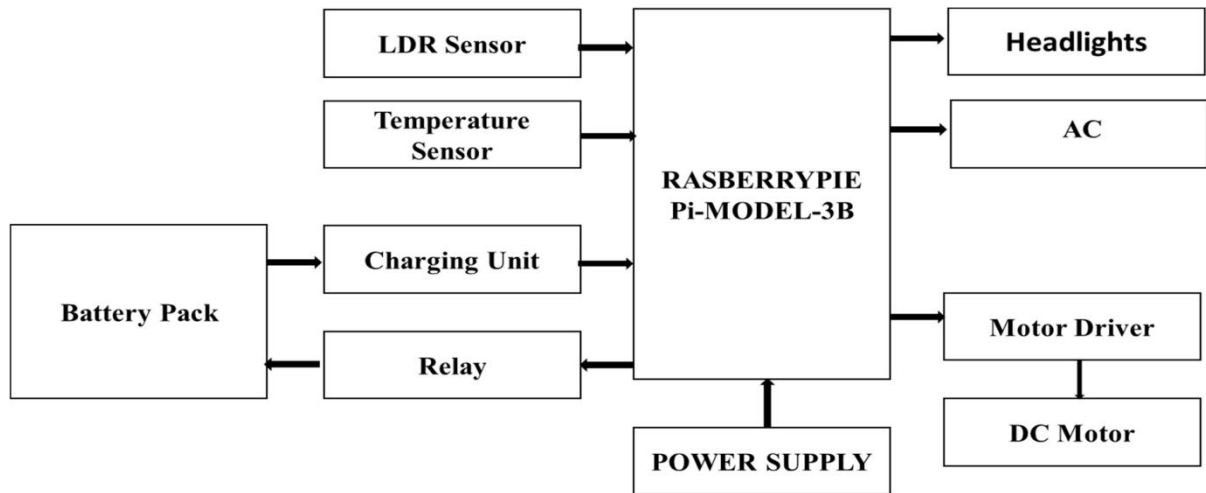 LDR Sensor
Temperature
Sensor
Charging Unit
Relay
Battery Pack
RASBERRYPIE
Pi-MODEL-3B
POWER SUPPLY
Headlights
AC
Motor Driver
DC Motor